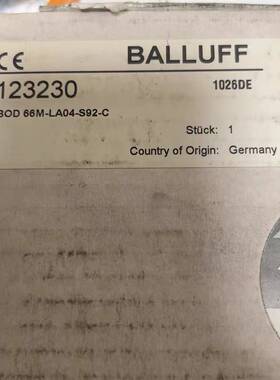 CE BALLUFF
123230 1026DE
BOD 66M-LA04-S92-C
Stück: 1
Country of Origin: Germany